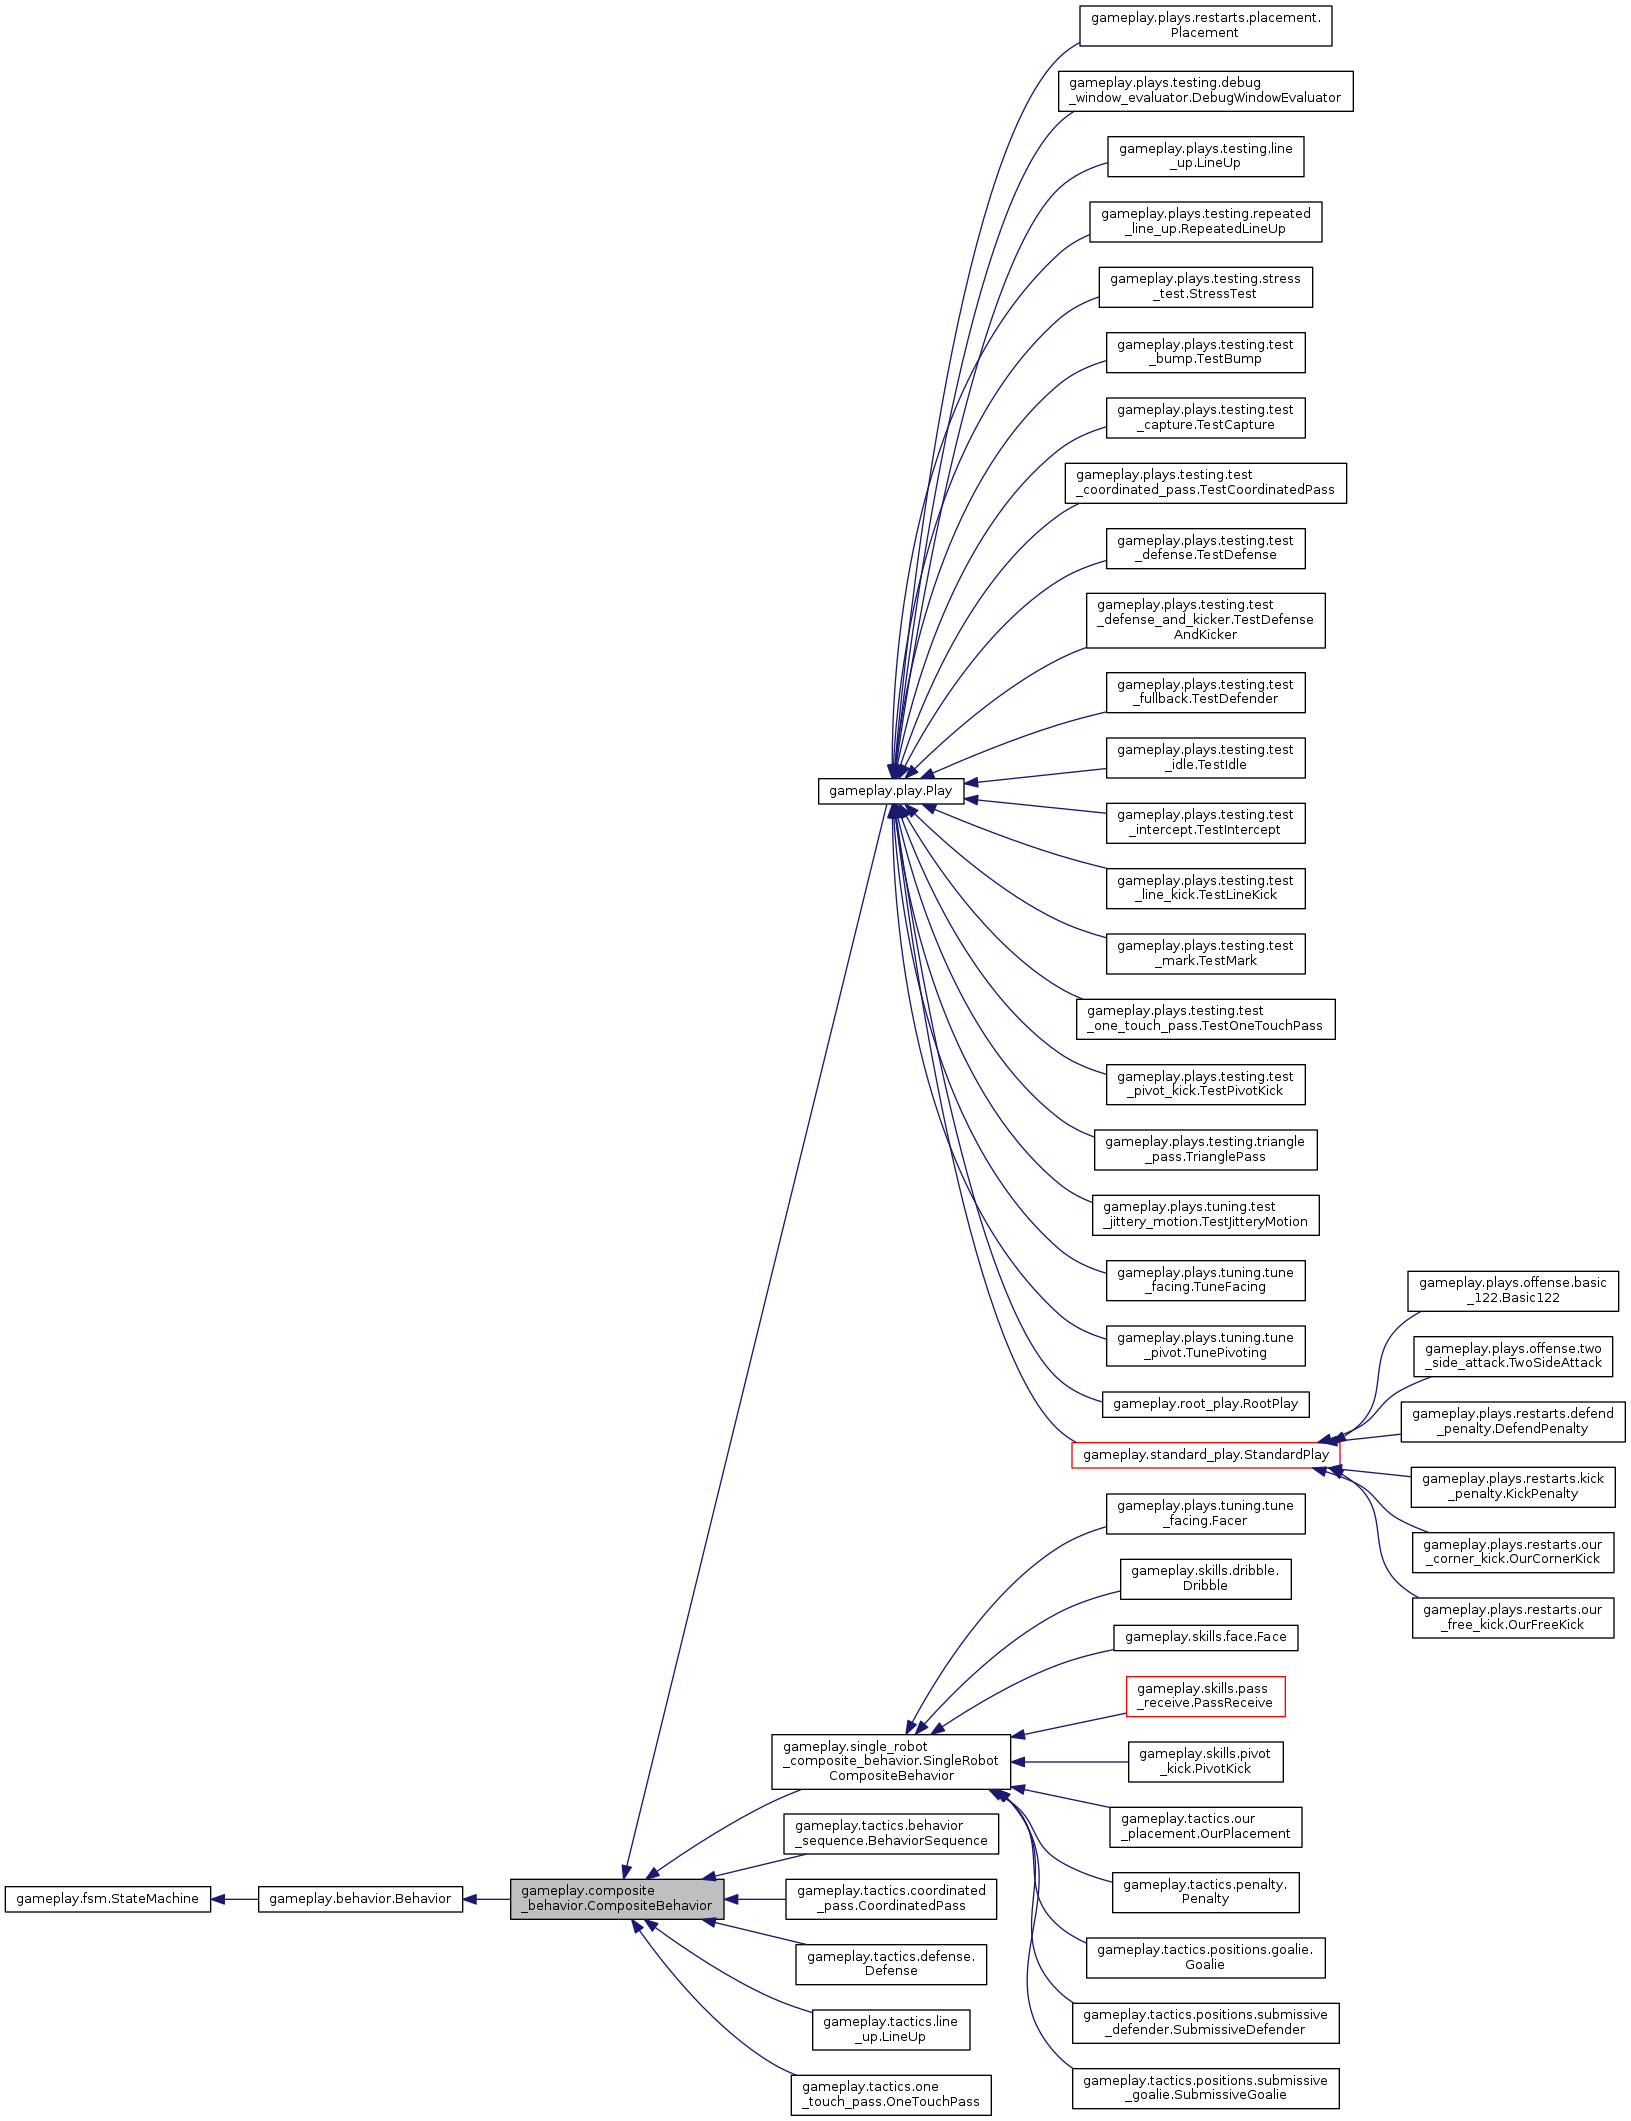 gameplay.plays.restarts.placement.
Placement
gameplay.plays.testing.debug
_window_evaluator.DebugWindowEvaluator
gameplay.plays.testing.line
_up.LineUp
gameplay.plays.testing.repeated
_line_up.RepeatedLineUp
gameplay.plays.testing.stress
_test.StressTest
gameplay.plays.testing.test
_bump.TestBump
gameplay.plays.testing.test
_capture.TestCapture
gameplay.plays.testing.test
_coordinated_pass.TestCoordinatedPass
gameplay.plays.testing.test
_defense.TestDefense
gameplay.plays.testing.test
_defense_and_kicker.TestDefense
AndKicker
gameplay.plays.testing.test
_fullback.TestDefender
gameplay.plays.testing.test
_idle.TestIdle
gameplay.play.Play
gameplay.plays.testing.test
_intercept.TestIntercept
gameplay.plays.testing.test
_line_kick.TestLineKick
gameplay.plays.testing.test
_mark.TestMark
gameplay.plays.testing.test
_one_touch_pass.TestOneTouchPass
gameplay.plays.testing.test
_pivot_kick.TestPivotKick
gameplay.plays.testing.triangle
_pass.TrianglePass
gameplay.plays.tuning.test
_jittery_motion.TestJitteryMotion
gameplay.plays.tuning.tune
_facing.TuneFacing
gameplay.plays.tuning.tune
_pivot.TunePivoting
gameplay.root_play.RootPlay
gameplay.standard_play.StandardPlay
gameplay.plays.offense.basic
_122.Basic122
gameplay.plays.offense.two
_side_attack.TwoSideAttack
gameplay.plays.restarts.defend
_penalty.DefendPenalty
gameplay.plays.restarts.kick
_penalty.KickPenalty
gameplay.plays.restarts.our
_corner_kick.OurCornerKick
gameplay.plays.restarts.our
_free_kick.OurFreeKick
gameplay.plays.tuning.tune
_facing.Facer
gameplay.skills.dribble.
Dribble
gameplay.skills.face.Face
gameplay.skills.pass
_receive.PassReceive
gameplay.single_robot
_composite_behavior.SingleRobot
CompositeBehavior
gameplay.skills.pivot
_kick.PivotKick
gameplay.tactics.our
_placement.OurPlacement
gameplay.tactics.penalty.
Penalty
gameplay.tactics.positions.goalie.
Goalie
gameplay.tactics.positions.submissive
_defender.SubmissiveDefender
gameplay.tactics.positions.submissive
_goalie.SubmissiveGoalie
gameplay.tactics.behavior
_sequence.BehaviorSequence
gameplay.fsm.StateMachine
gameplay.behavior.Behavior
gameplay.composite
_behavior.CompositeBehavior
gameplay.tactics.coordinated
_pass.CoordinatedPass
gameplay.tactics.defense.
Defense
gameplay.tactics.line
_up.LineUp
gameplay.tactics.one
_touch_pass.OneTouchPass